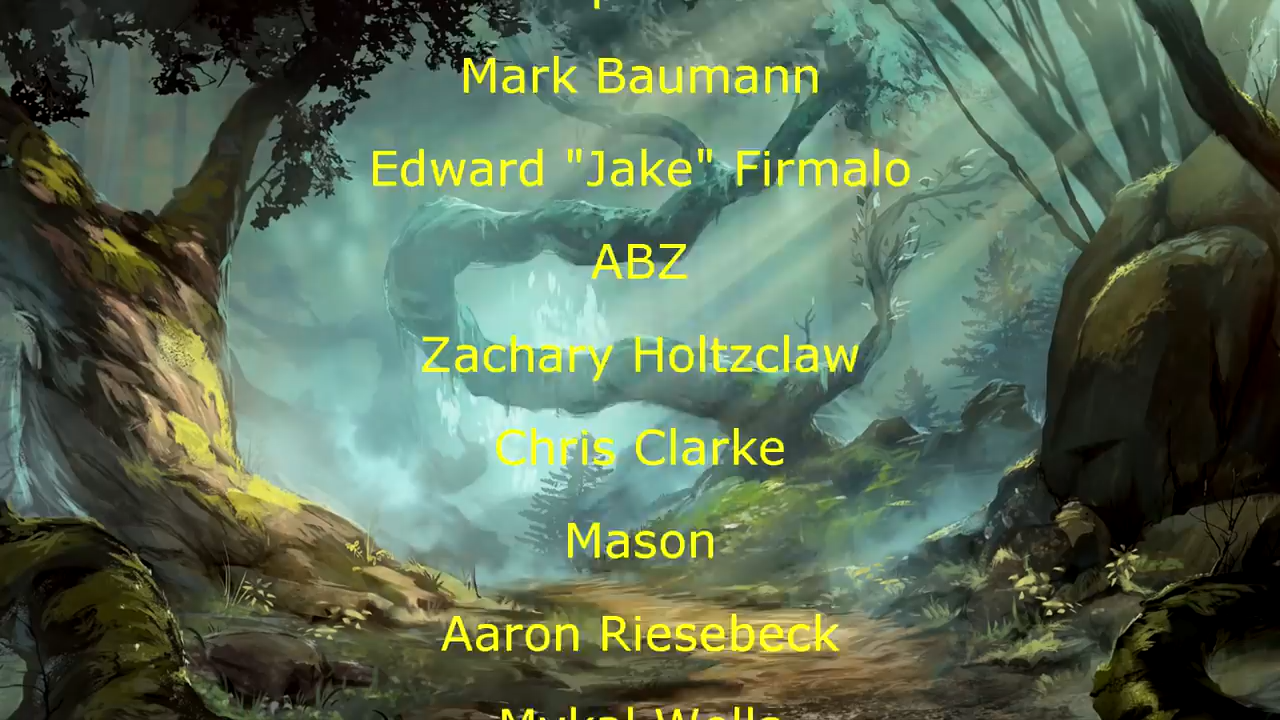 Mark Baumann
Edward "Jake" Firmalo
ABZ
Zachary Holtzclaw
Chris Clarke
Mason
Aaron Riesebeck